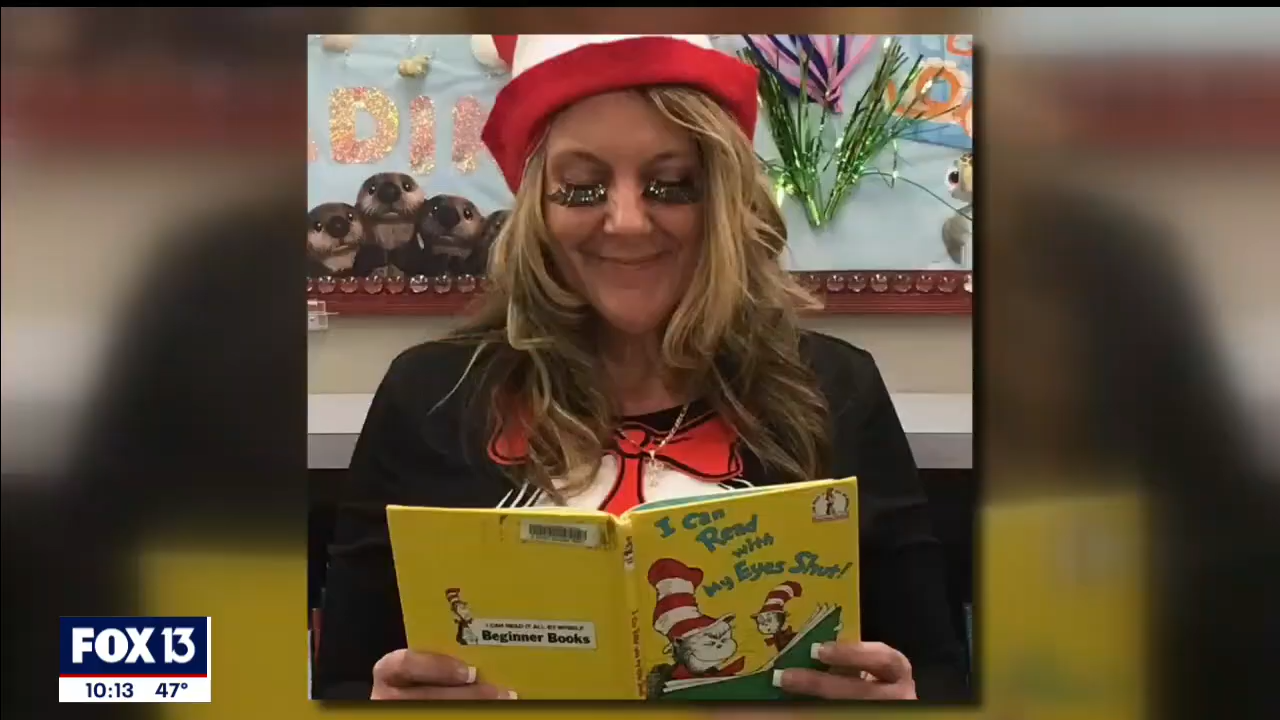 DIN
I can
Read
with
My Eyes Shut!
I CAN READ IT ALL BY MYSELF
Beginner Books
FOX 13
10:13 47°